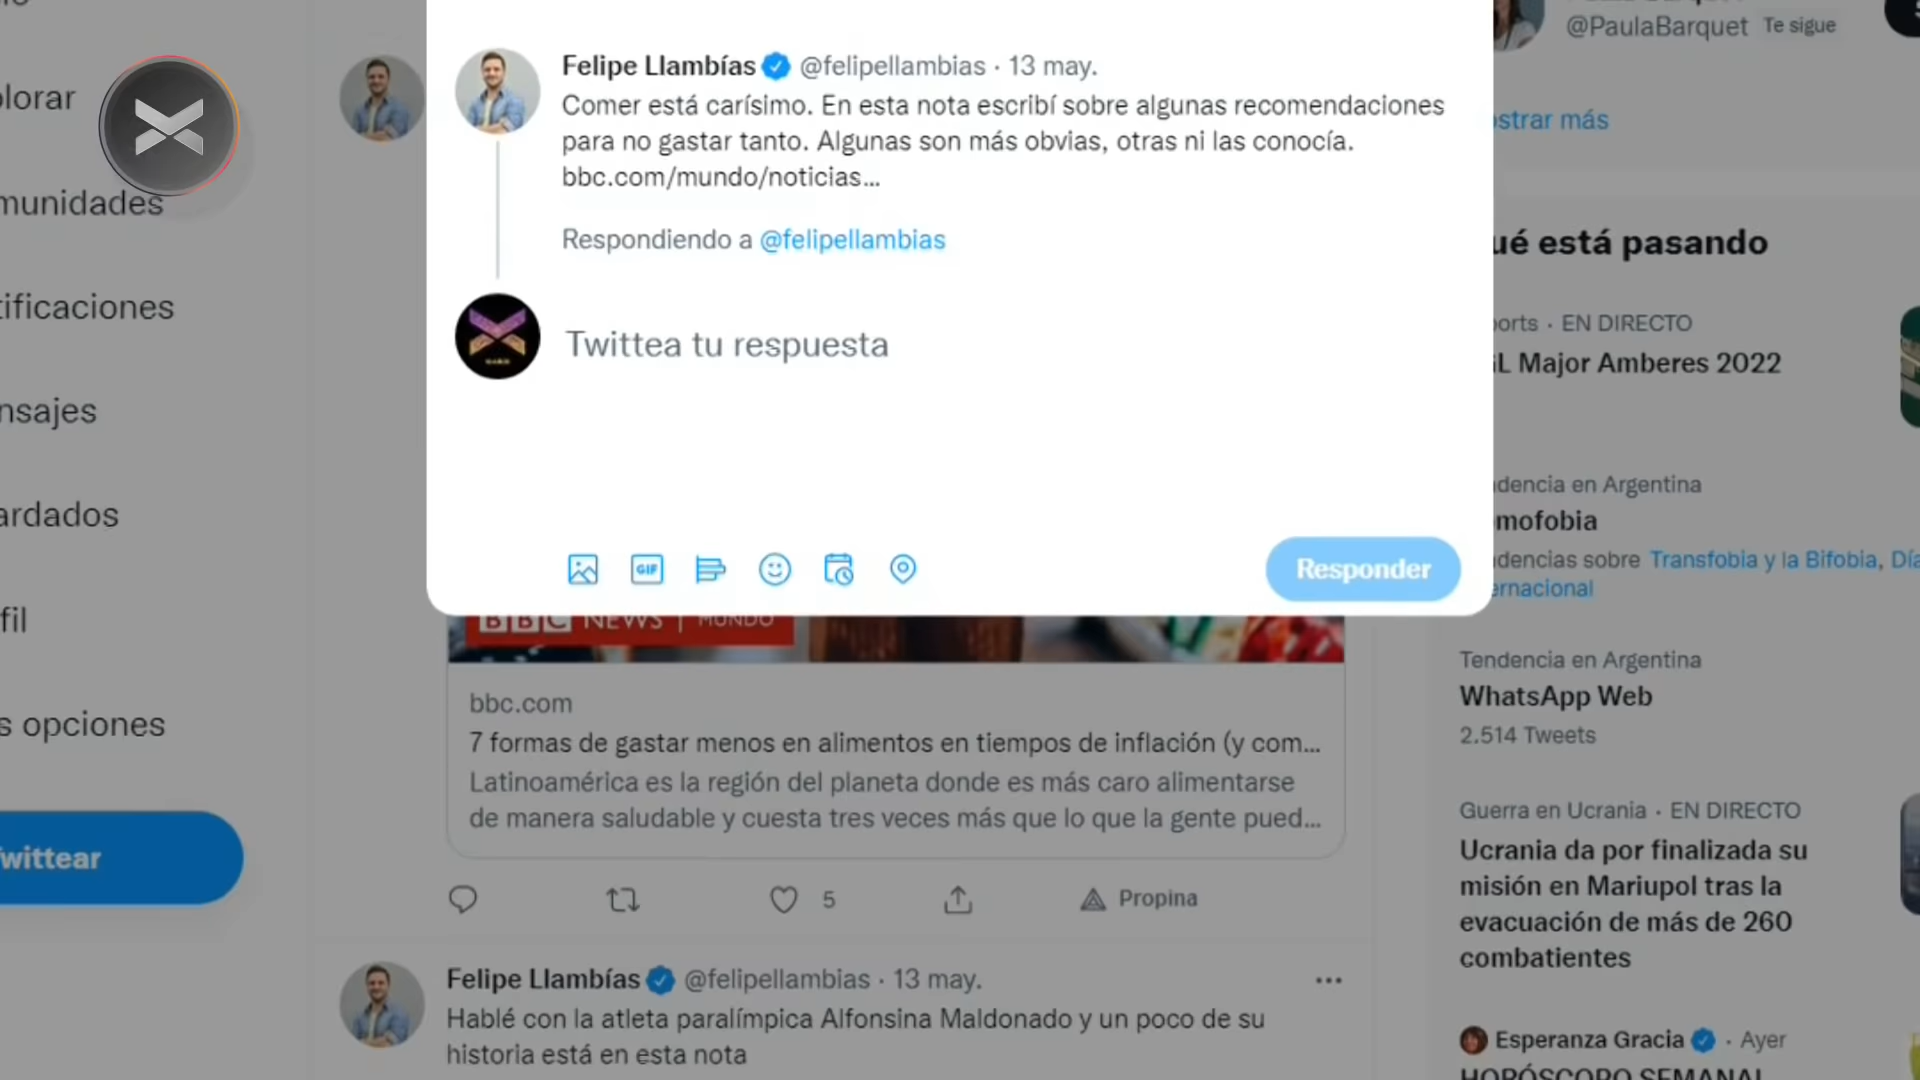 @PaulaBarquet Te sigue
Felipe Llambías @felipellambias · 13 may.
Comer está carísimo. En esta nota escribí sobre algunas recomendaciones
para no gastar tanto. Algunas son más obvias, otras ni las conocía.
bbc.com/mundo/noticias...
Respondiendo a @felipellambias
Twittea tu respuesta
GIF
Responder
lorar
munidades
tificaciones
nsajes
ardados
fil
s opciones
wittear
BBC NEWS | MUNDO
bbc.com
7 formas de gastar menos en alimentos en tiempos de inflación (y com...
Latinoamérica es la región del planeta donde es más caro alimentarse
de manera saludable y cuesta tres veces más que lo que la gente pued...
5
Propina
Felipe Llambías @felipellambias · 13 may.
Hablé con la atleta paralímpica Alfonsina Maldonado y un poco de su
historia está en esta nota
ostrar más
ué está pasando
orts · EN DIRECTO
L Major Amberes 2022
dencia en Argentina
mofobia
dencias sobre Transfobia y la Bifobia, Día
ernacional
Tendencia en Argentina
WhatsApp Web
2.514 Tweets
Guerra en Ucrania · EN DIRECTO
Ucrania da por finalizada su
misión en Mariupol tras la
evacuación de más de 260
combatientes
Esperanza Gracia · Ayer
HORÓSCOPO SEMANAL